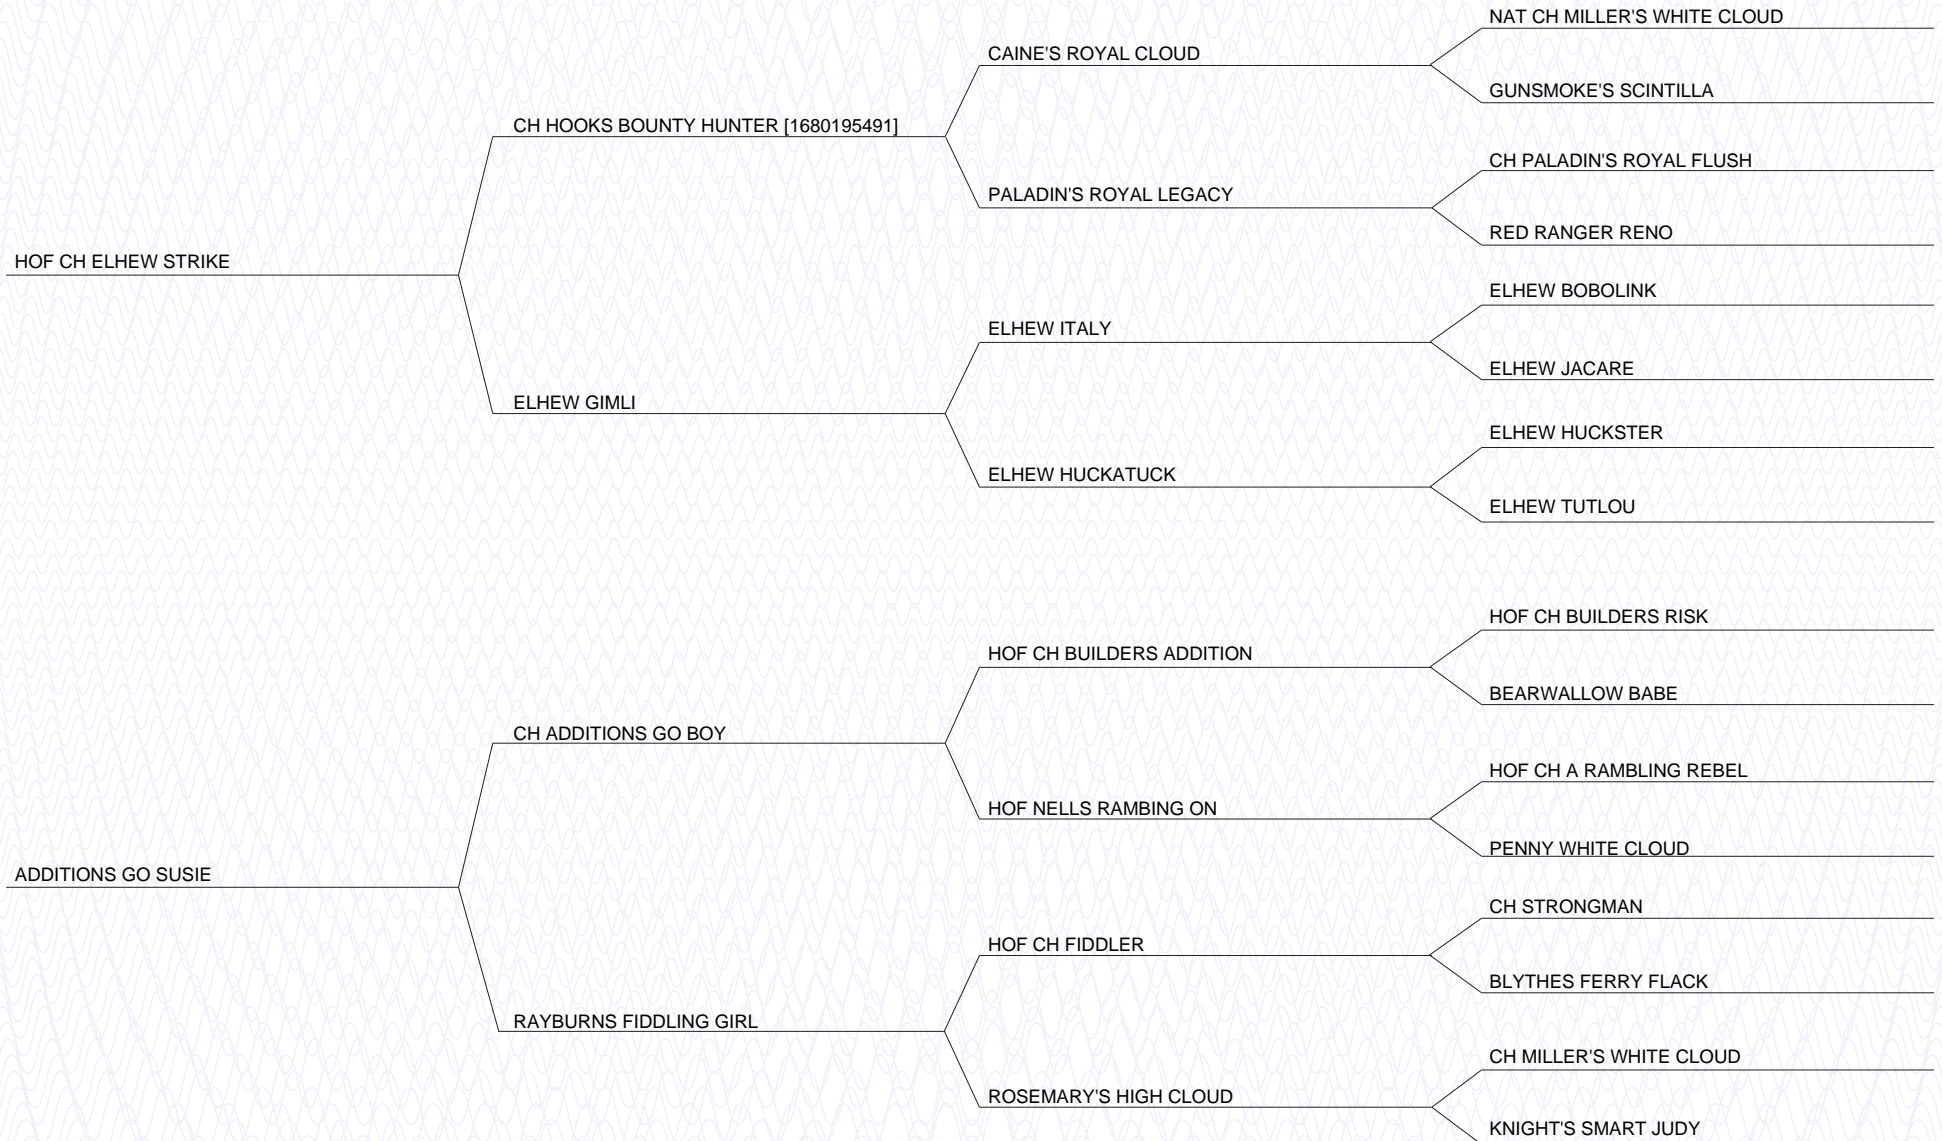 NAT CH MILLER'S WHITE CLOUD
CAINE'S ROYAL CLOUD
GUNSMOKE'S SCINTILLA
CH HOOKS BOUNTY HUNTER [1680195491]
CH PALADIN'S ROYAL FLUSH
PALADIN'S ROYAL LEGACY
RED RANGER RENO
HOF CH ELHEW STRIKE
ELHEW BOBOLINK
ELHEW ITALY
ELHEW JACARE
ELHEW GIMLI
ELHEW HUCKSTER
ELHEW HUCKATUCK
ELHEW TUTLOU
HOF CH BUILDERS RISK
HOF CH BUILDERS ADDITION
BEARWALLOW BABE
CH ADDITIONS GO BOY
HOF CH A RAMBLING REBEL
HOF NELLS RAMBING ON
PENNY WHITE CLOUD
ADDITIONS GO SUSIE
CH STRONGMAN
HOF CH FIDDLER
BLYTHES FERRY FLACK
RAYBURNS FIDDLING GIRL
CH MILLER'S WHITE CLOUD
ROSEMARY'S HIGH CLOUD
KNIGHT'S SMART JUDY